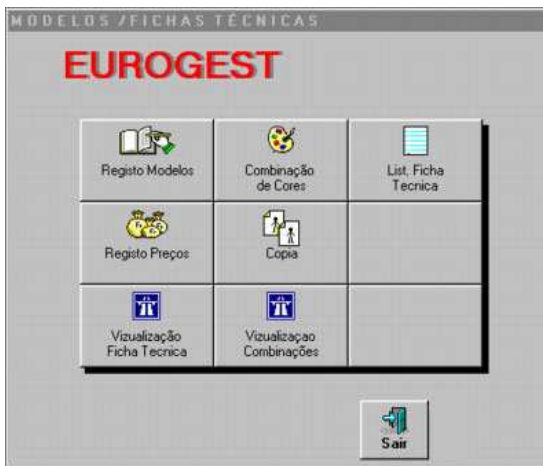 MODELOS /FICHAS TÉCNICAS
EUROGEST
Registo Modelos
Combinação
de Cores
List. Ficha
Tecnica
Registo Preços
Copia
Vizualização
Ficha Tecnica
Vizualizaçao
Combinações
Sair